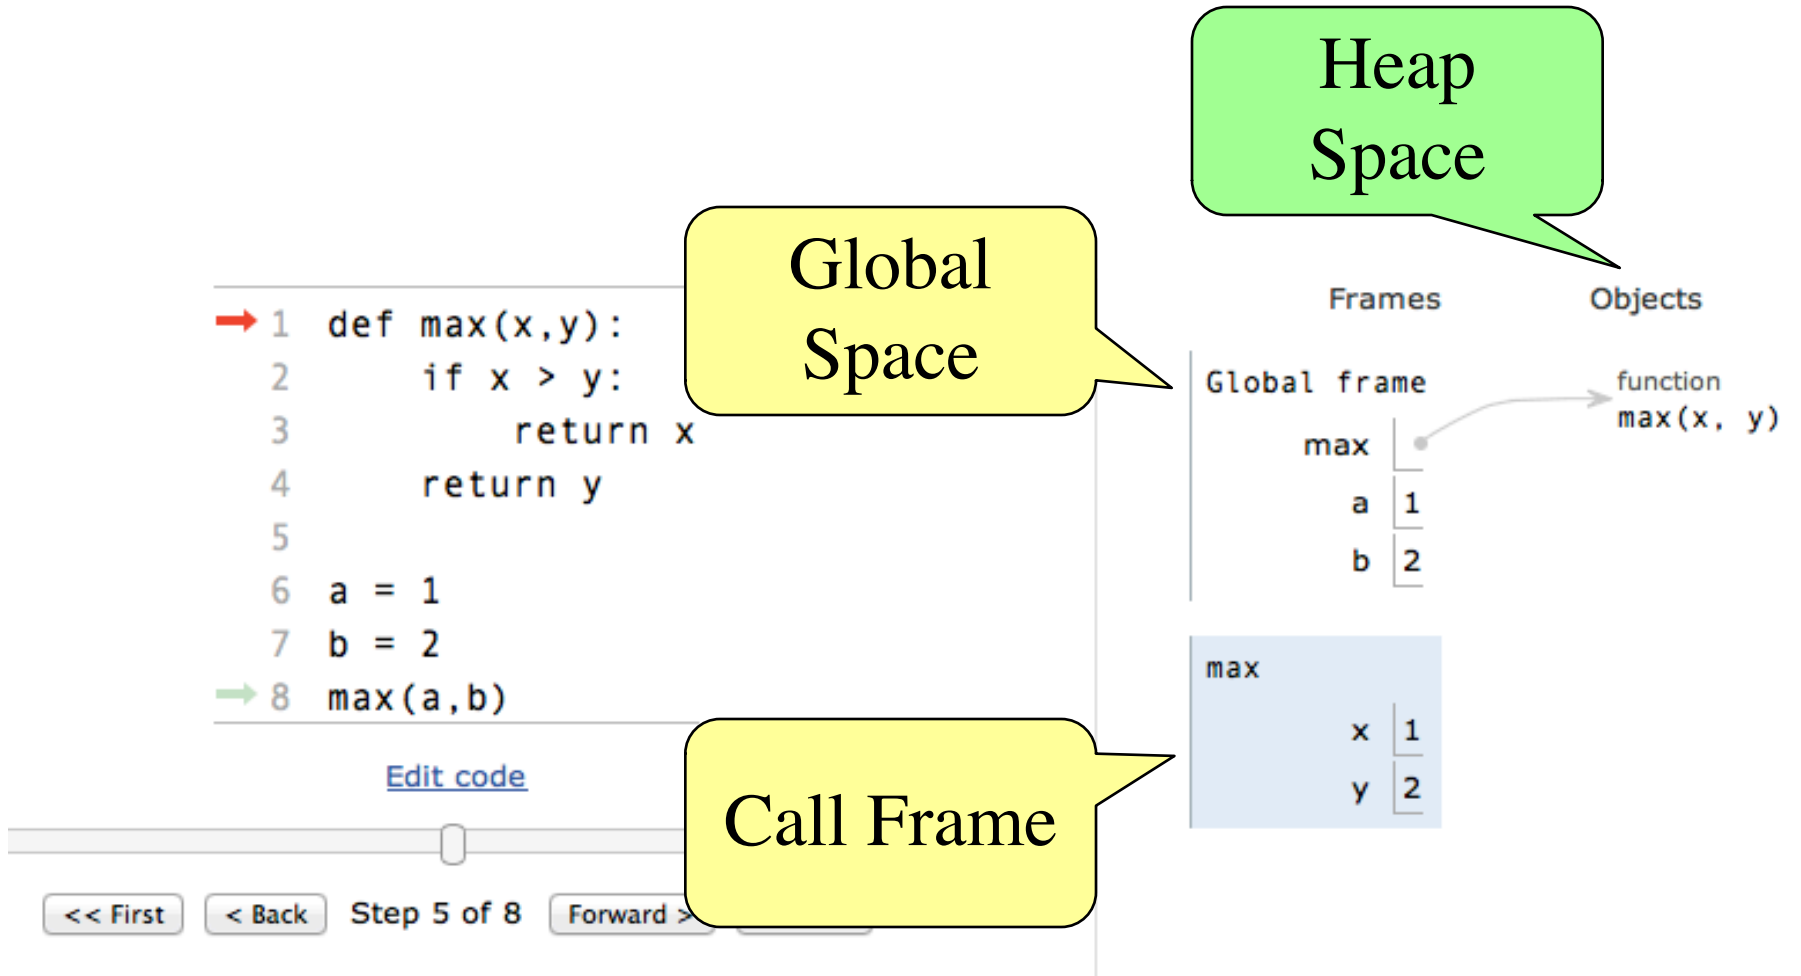 Heap
Space
Global
Space
Frames Objects
1 def max(x,y):
2 if x > y:
3 return x
4 return y
5
6 a = 1
7 b = 2
8 max(a,b)
Edit code
<< First < Back Step 5 of 8 Forward >
Global frame
function
max(x, y)
max
a 1
b 2
max
x 1
y 2
Call Frame